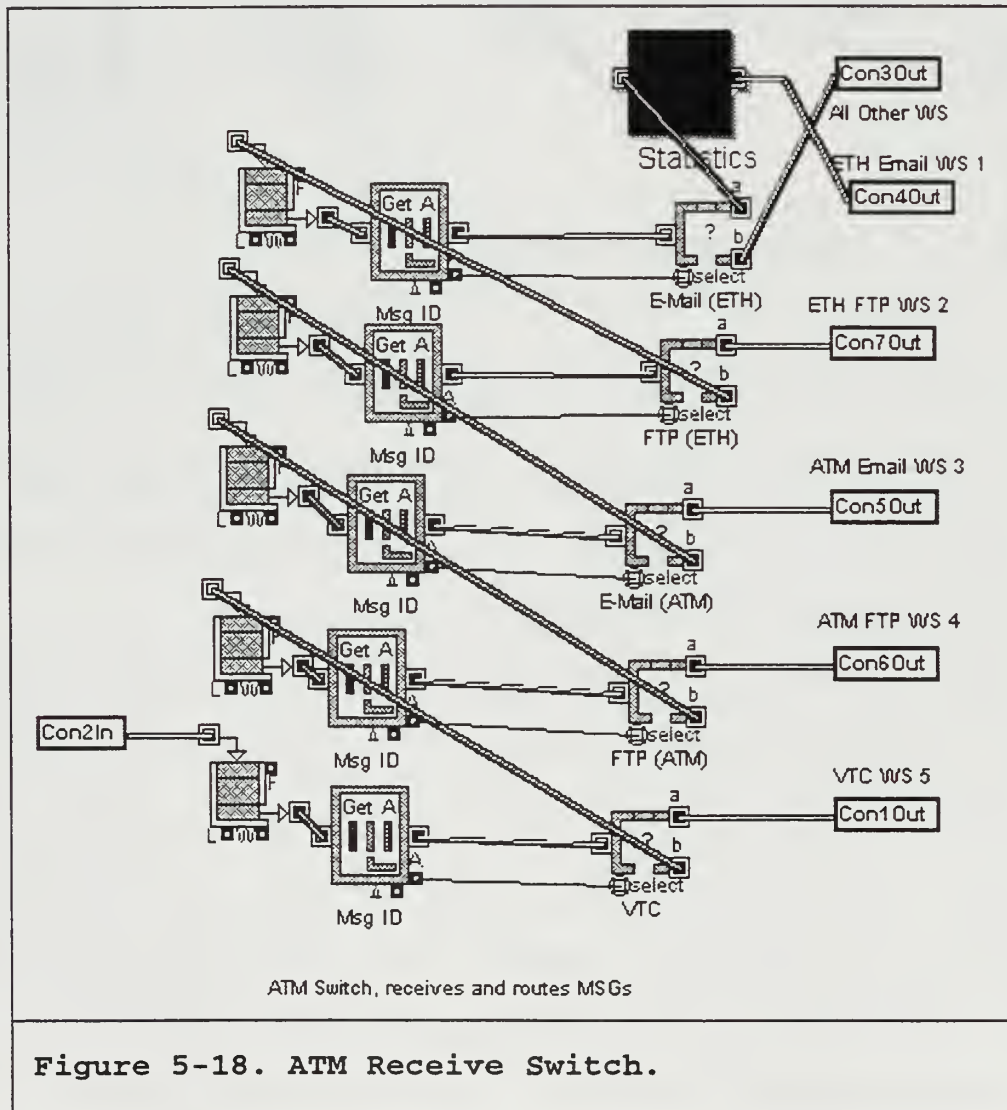 Con3Out
All Other WS
Statistics
ETH Email WS 1
Con4Out
a
Get A
?
b
select
E-Mail (ETH)
Msg ID
ETH FTP WS 2
a
Con7Out
Get A
?
b
A
select
FTP (ETH)
Msg ID
ATM Email WS 3
a
Con5Out
Get A
?
b
A
select
E-Mail (ATM)
Msg ID
ATM FTP WS 4
a
Con6Out
Get A
?
b
A
select
FTP (ATM)
Msg ID
Con2In
F
VTC WS 5
a
Con1Out
Get A
?
b
A
L
select
VTC
Msg ID
ATM Switch, receives and routes MSGs
Figure 5-18. ATM Receive Switch.